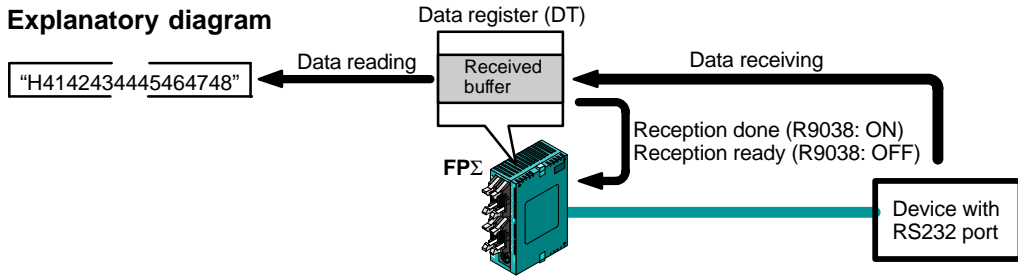 Explanatory diagram
Data register (DT)
Data reading
"H4142434445464748"
Received
buffer
Data receiving
Reception done (R9038: ON)
Reception ready (R9038: OFF)
FPΣ
Device with
RS232 port